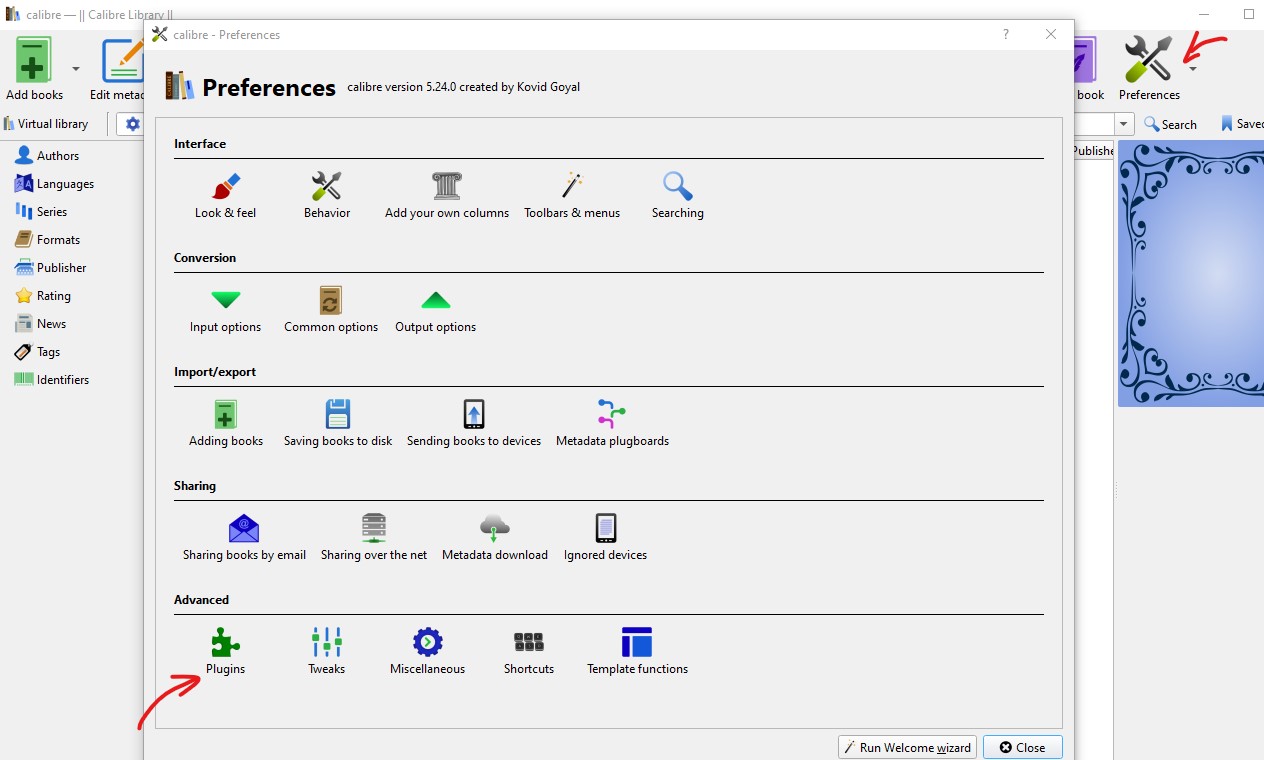 calibre — || Calibre Library ||
calibre - Preferences
?
Add books
Edit metac
book
Preferences
Preferences calibre version 5.24.0 created by Kovid Goyal
Virtual library
Search
Save
Publishe
Authors
Languages
Series
Formats
Publisher
Rating
News
Tags
Identifiers
Interface
Look & feel Behavior Add your own columns Toolbars & menus Searching
Conversion
Input options Common options Output options
Import/export
Adding books Saving books to disk Sending books to devices Metadata plugboards
Sharing
Sharing books by email Sharing over the net Metadata download Ignored devices
Advanced
Plugins Tweaks Miscellaneous Shortcuts Template functions
Run Welcome wizard Close